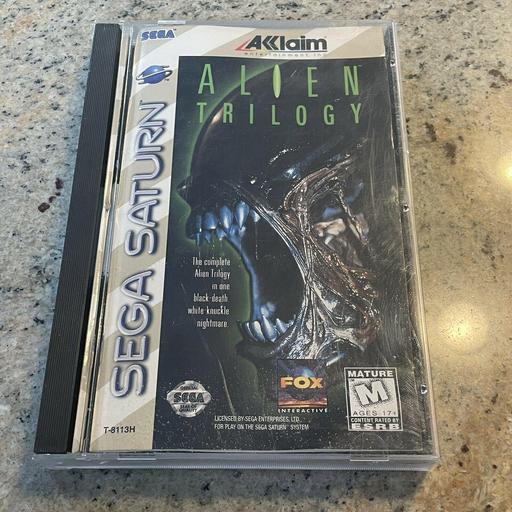 SEGA
AKklaim
entertainment, inc.
ALIEN
TRILOGY
SEGA SATURN
The complete
Alien Trilogy
in one
black-death
white-knuckle
nightmare.
SEGA
FOX
INTERACTIVE
MATURE
M
AGES 17+
CONTENT RATED BY
ESRB
T-8113H
LICENSED BY SEGA ENTERPRISES, LTD.
FOR PLAY ON THE SEGA SATURN SYSTEM